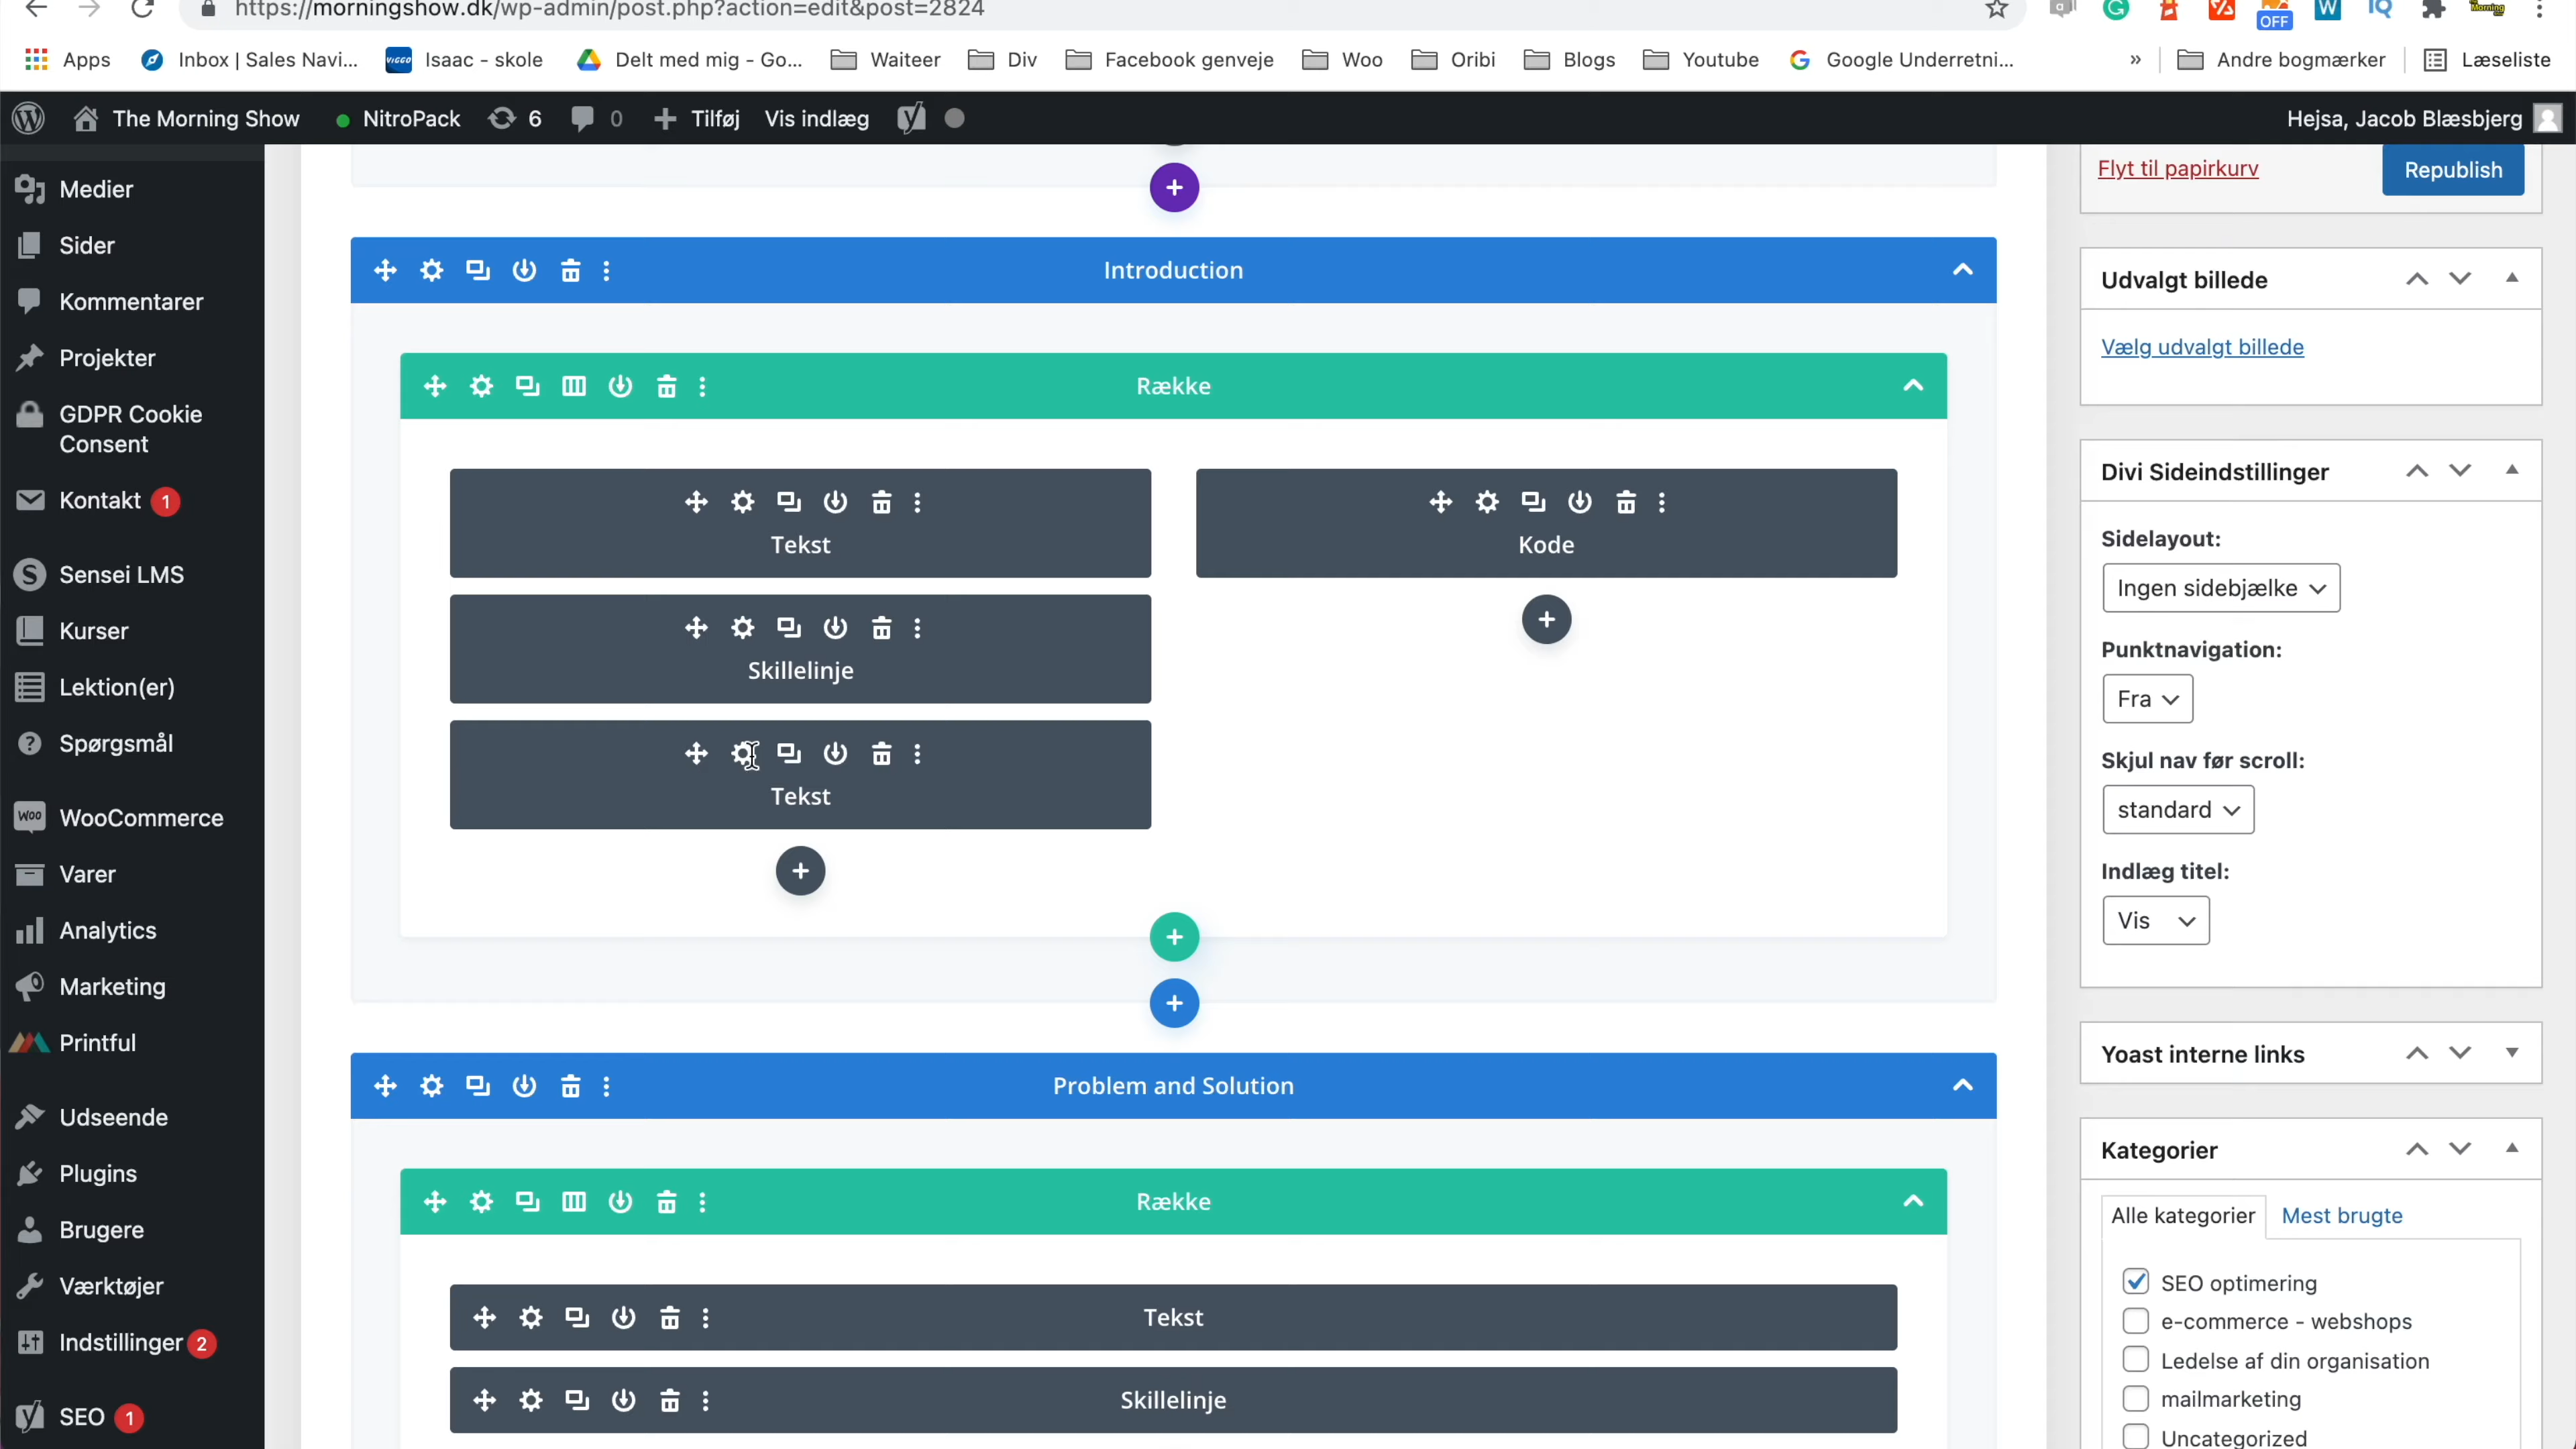 https://morningshow.dk/wp-admin/post.php?action=edit&post=2824
OFF
W
IQ
Apps
Inbox | Sales Navi...
VIGGO
Isaac - skole
Delt med mig - Go...
Waiteer
Div
Facebook genveje
Woo
Oribi
Blogs
Youtube
Google Underretni...
»
Andre bogmærker
Læseliste
The Morning Show
NitroPack
6
0
Tilføj
Vis indlæg
Hejsa, Jacob Blæsbjerg
Medier
Sider
Kommentarer
Projekter
GDPR Cookie
Consent
Kontakt 1
Sensei LMS
Kurser
Lektion(er)
Spørgsmål
WOO
WooCommerce
Varer
Analytics
Marketing
Printful
Udseende
Plugins
Brugere
Værktøjer
Indstillinger 2
SEO 1
Introduction
Række
Tekst
Kode
Skillelinje
Tekst
Problem and Solution
Række
Tekst
Skillelinje
Flyt til papirkurv
Republish
Udvalgt billede
Vælg udvalgt billede
Divi Sideindstillinger
Sidelayout:
Ingen sidebjælke
Punktnavigation:
Fra
Skjul nav før scroll:
standard
Indlæg titel:
Vis
Yoast interne links
Kategorier
Alle kategorier
Mest brugte
SEO optimering
e-commerce - webshops
Ledelse af din organisation
mailmarketing
Uncategorized